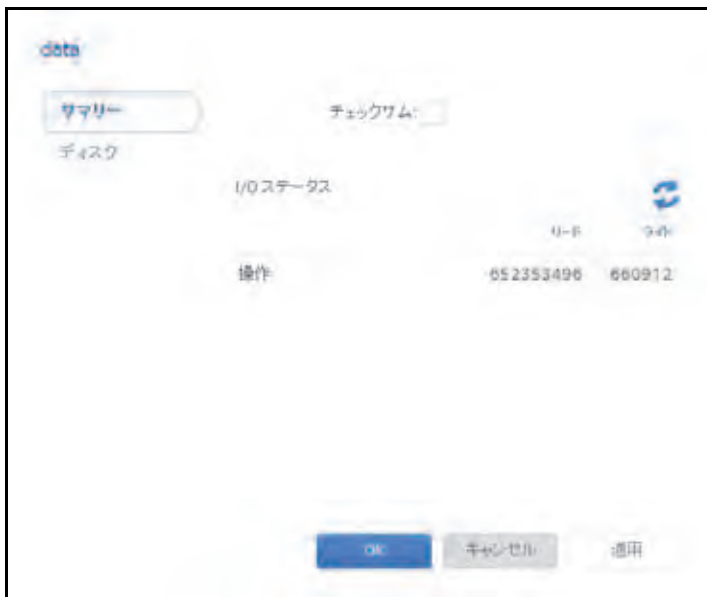 data
サマリー
チェックサム:
ディスク
I/Oステータス
リード ライト
操作 652353496 660912
OK キャンセル 適用